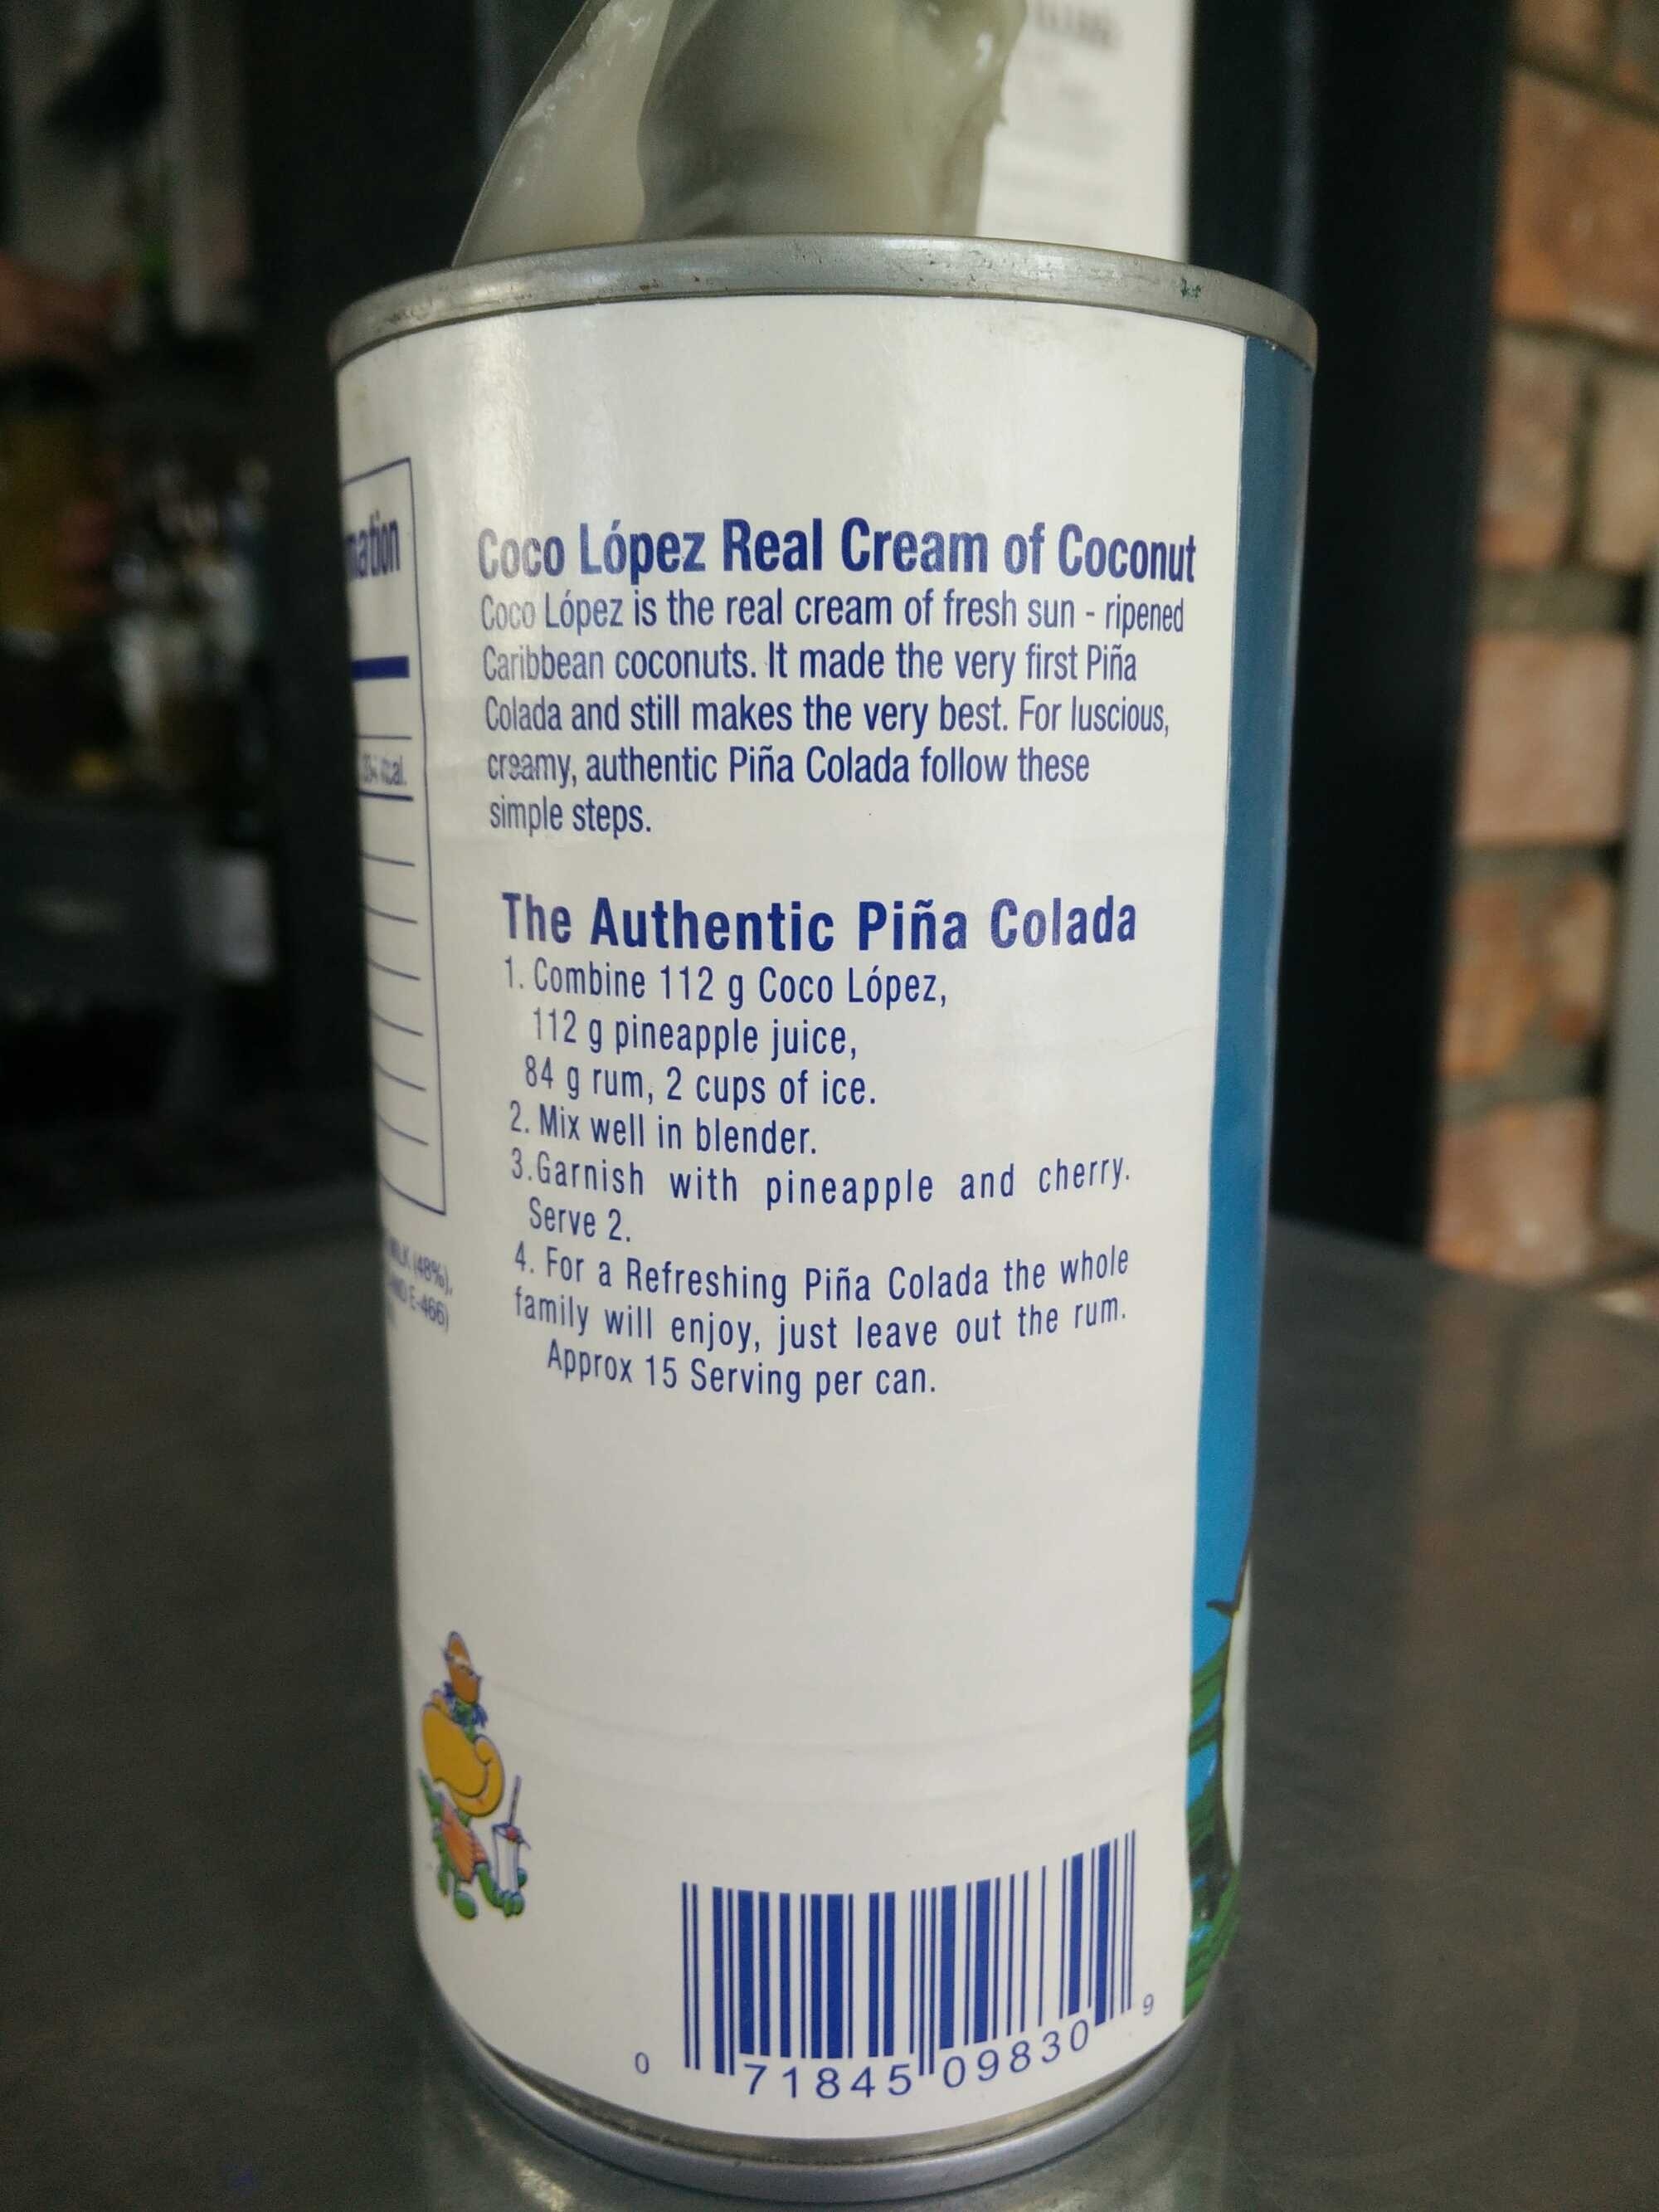 Coco López Real Cream of Coconut
Coco López is the real cream of fresh sun - ripened
Caribbean coconuts. It made the very first Piña
Colada and still makes the very best. For luscious,
creamy, authentic Piña Colada follow these
simple steps.
The Authentic Piña Colada
1. Combine 112 g Coco López,
112 g pineapple juice,
84 g rum, 2 cups of ice.
2. Mix well in blender.
3.Garnish with pineapple and cherry.
Serve 2.
4. For a Refreshing Piña Colada the whole
family will enjoy, just leave out the rum.
Approx 15 Serving per can.
(48%),
E-466)
0 71845 09830 9